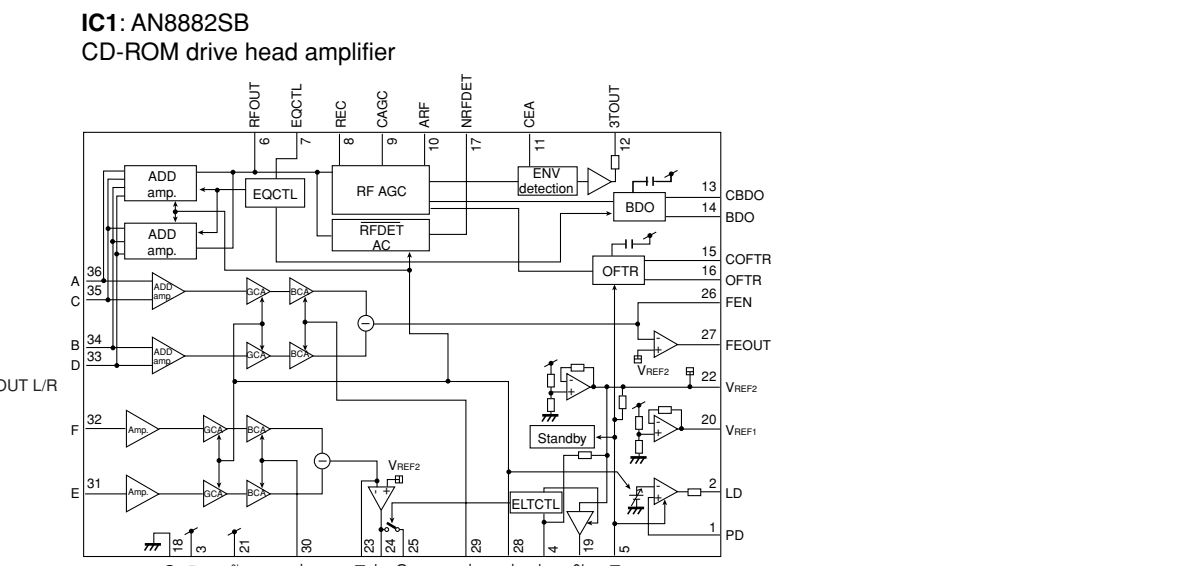 IC1: AN8882SB
CD-ROM drive head amplifier
RFOUT
EQCTL
REC
CAGC
ARF
NRFDET
CEA
3TOUT
6
7
8
9
10
17
11
12
ADD
amp.
EQCTL
RF AGC
ENV
detection
BDO
13
CBDO
14
BDO
ADD
amp.
RFDET
AC
OFTR
15
COFTR
16
OFTR
A
36
C
35
ADD
amp
GCA
BCA
26
FEN
B
34
D
33
ADD
amp
GCA
BCA
27
FEOUT
VREF2
OUT L/R
22
VREF2
F
32
Amp.
GCA
BCA
Standby
20
VREF1
VREF2
E
31
Amp.
GCA
BCA
ELTCTL
2
LD
1
PD
18
3
21
30
23
24
25
29
28
4
19
5